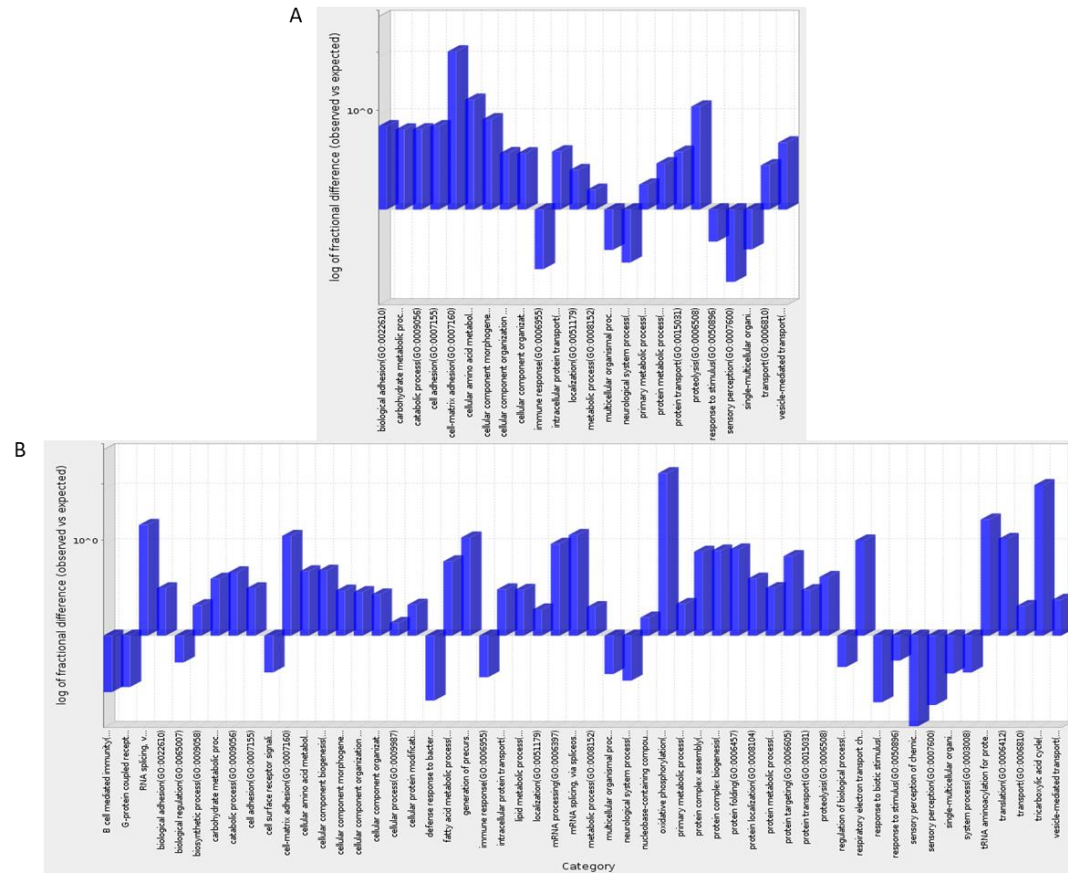 A
log of fractional difference (observed vs expected)
10^0
biological adhesion(GO:0022610)
carbohydrate metabolic proc...
catabolic process(GO:0009056)
cell adhesion(GO:0007155)
cell-matrix adhesion(GO:0007160)
cellular amino acid metabol...
cellular component morphogene...
cellular component organization ...
cellular component organizat...
immune response(GO:0006955)
intracellular protein transport(...
localization(GO:0051179)
metabolic process(GO:0008152)
multicellular organismal proc...
neurological system process(...
primary metabolic process(...
protein metabolic process(...
protein transport(GO:0015031)
proteolysis(GO:0006508)
response to stimulus(GO:0050896)
sensory perception(GO:0007600)
single-multicellular organi...
transport(GO:0006810)
vesicle-mediated transport(...
B
log of fractional difference (observed vs expected)
10^0
B cell mediated immunity(...
G-protein coupled recept...
RNA splicing, v...
biological adhesion(GO:0022610)
biological regulation(GO:0065007)
biosynthetic process(GO:0009058)
carbohydrate metabolic proc...
catabolic process(GO:0009056)
cell adhesion(GO:0007155)
cell surface receptor signali...
cell-matrix adhesion(GO:0007160)
cellular amino acid metabol...
cellular component biogenesis(...
cellular component morphogene...
cellular component organization ...
cellular component organizat...
cellular process(GO:0009987)
cellular protein modificati...
defense response to bacter...
fatty acid metabolic process(...
generation of precurs...
immune response(GO:0006955)
intracellular protein transport(...
lipid metabolic process(...
localization(GO:0051179)
mRNA processing(GO:0006397)
mRNA splicing, via spliceos...
metabolic process(GO:0008152)
multicellular organismal proc...
neurological system process(...
nucleobase-containing compou...
oxidative phosphorylation(...
primary metabolic process(...
protein complex assembly(...
protein complex biogenesis(...
protein folding(GO:0006457)
protein localization(GO:0008104)
protein metabolic process(...
protein targeting(GO:0006605)
protein transport(GO:0015031)
proteolysis(GO:0006508)
regulation of biological process(...
respiratory electron transport ch...
response to biotic stimulus(...
response to stimulus(GO:0050896)
sensory perception of chemic...
sensory perception(GO:0007600)
single-multicellular organi...
system process(GO:0003008)
tRNA aminoacylation for prote...
translation(GO:0006412)
transport(GO:0006810)
tricarboxylic acid cycle(...
vesicle-mediated transport(...
Category